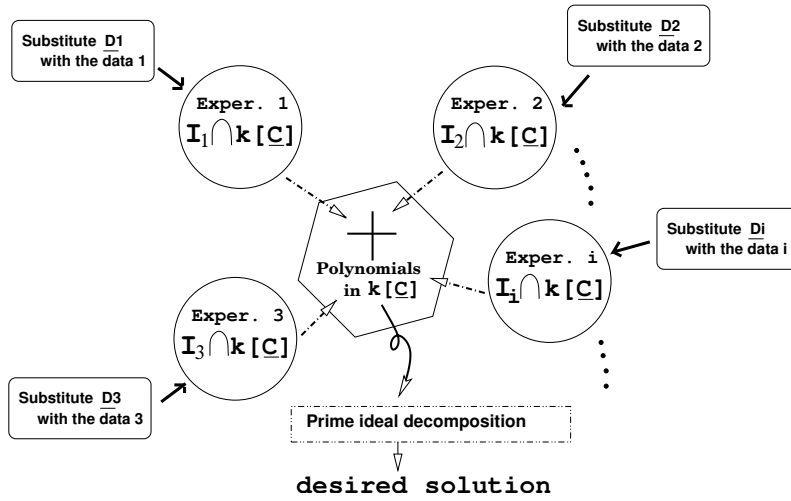 Substitute D1
with the data 1
Substitute D2
with the data 2
Exper. 1
I1⋂k[C]
Exper. 2
I2⋂k[C]
Substitute Di
with the data i
Polynomials
in k[C]
Exper. i
Ii⋂k[C]
Exper. 3
I3⋂k[C]
Substitute D3
with the data 3
Prime ideal decomposition
desired solution